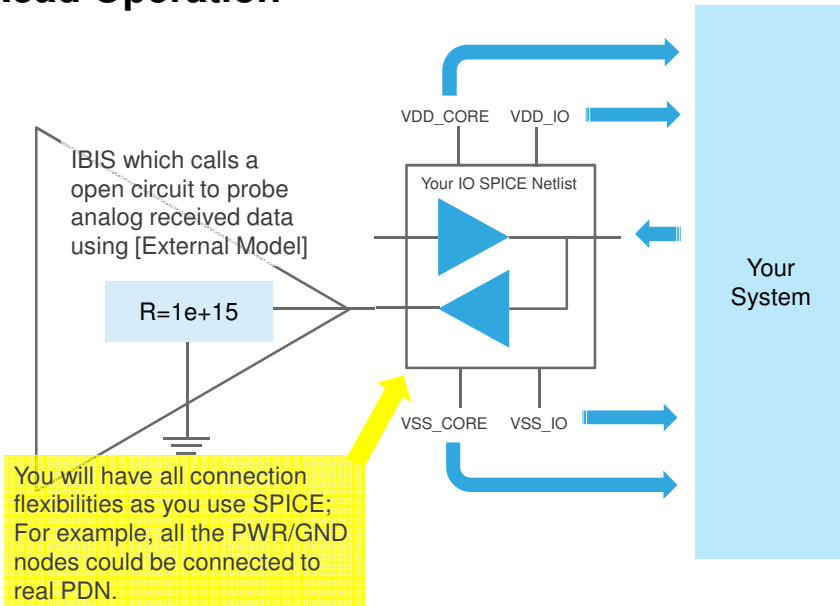 Read Operation
VDD_CORE VDD_IO
IBIS which calls a
open circuit to probe
analog received data
using [External Model]
Your IO SPICE Netlist
R=1e+15
Your
System
VSS_CORE VSS_IO
You will have all connection
flexibilities as you use SPICE;
For example, all the PWR/GND
nodes could be connected to
real PDN.